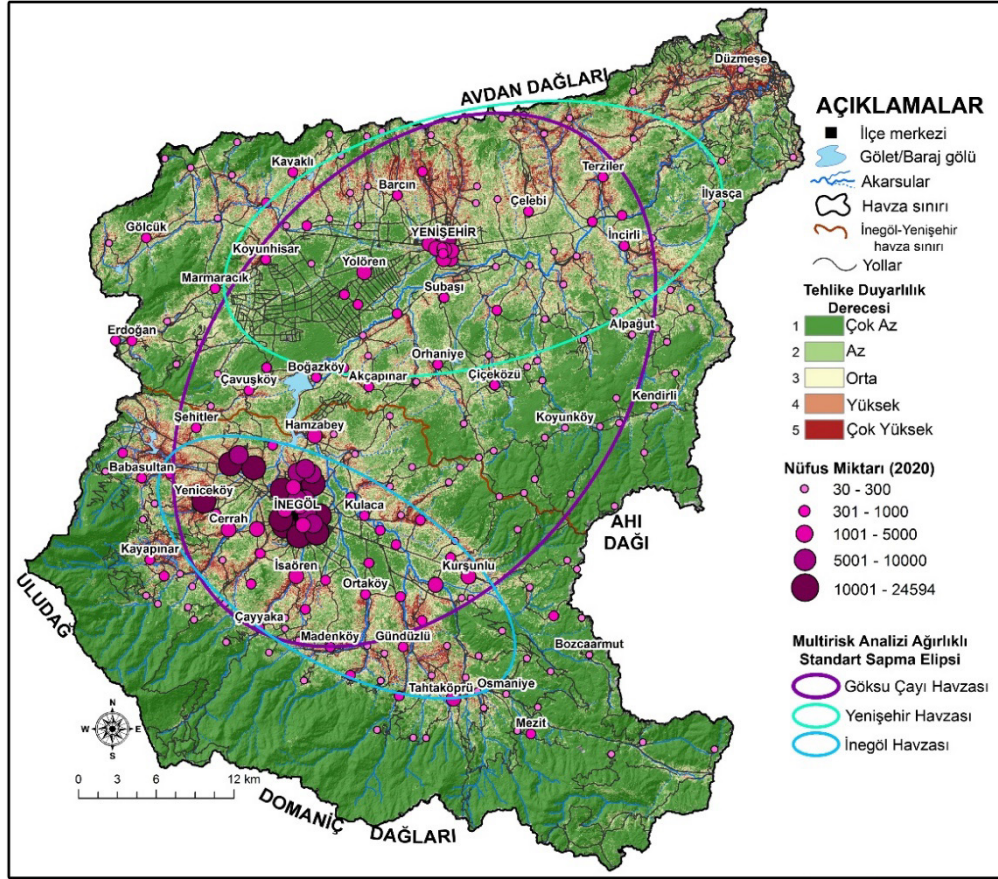 Düzmeşe
AVDAN DAĞLARI
Kavaklı
Terziler
Barcın
İlyasça
Çelebi
Gölcük
YENİŞEHİR
İncirli
Koyunhisar
Yolören
Marmaracık
Subaşı
Erdoğan
Alpağut
Orhaniye
Boğazköy
Akçapınar
Çavuşköy
Çiçeközü
Kendirli
Şehitler
Koyunköy
Hamzabey
Babasultan
Yeniceköy
İNEGÖL
Kulaca
Cerrah
AHI
DAĞI
Kayapınar
Kurşunlu
İsaören
Ortaköy
ULUDAĞ
Çayyaka
Madenköy
Gündüzlü
Bozcaarmut
Tahtaköprü
Osmaniye
Mezit
DOMANİÇ DAĞLARI
N
W E
S
0 3 6 12 km
AÇIKLAMALAR
İlçe merkezi
Gölet/Baraj gölü
Akarsular
Havza sınırı
İnegöl-Yenişehir
havza sınırı
Yollar
Tehlike Duyarlılık
Derecesi
1 Çok Az
2 Az
3 Orta
4 Yüksek
5 Çok Yüksek
Nüfus Miktarı (2020)
30 - 300
301 - 1000
1001 - 5000
5001 - 10000
10001 - 24594
Multirisk Analizi Ağırlıklı
Standart Sapma Elipsi
Göksu Çayı Havzası
Yenişehir Havzası
İnegöl Havzası